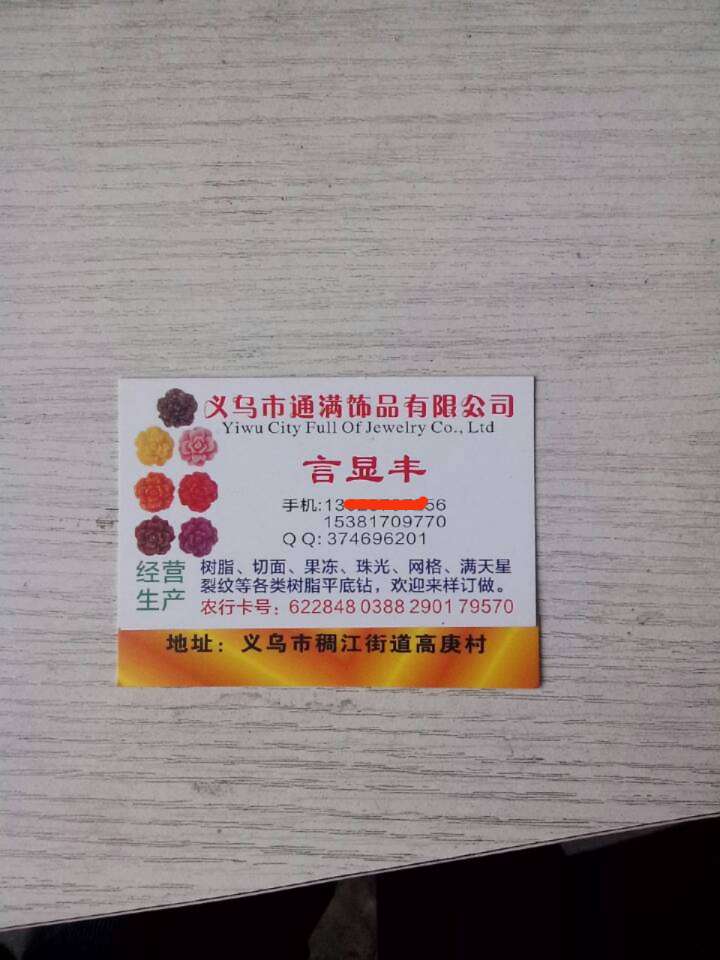 义乌市通满饰品有限公司
Yiwu City Full Of Jewelry Co., Ltd
言显丰
手机:13 56
15381709770
QQ: 374696201
经营生产
树脂、切面、果冻、珠光、网格、满天星
裂纹等各类树脂平底钻，欢迎来样订做。
农行卡号：622848 0388 2901 79570
地址：义乌市稠江街道高庚村